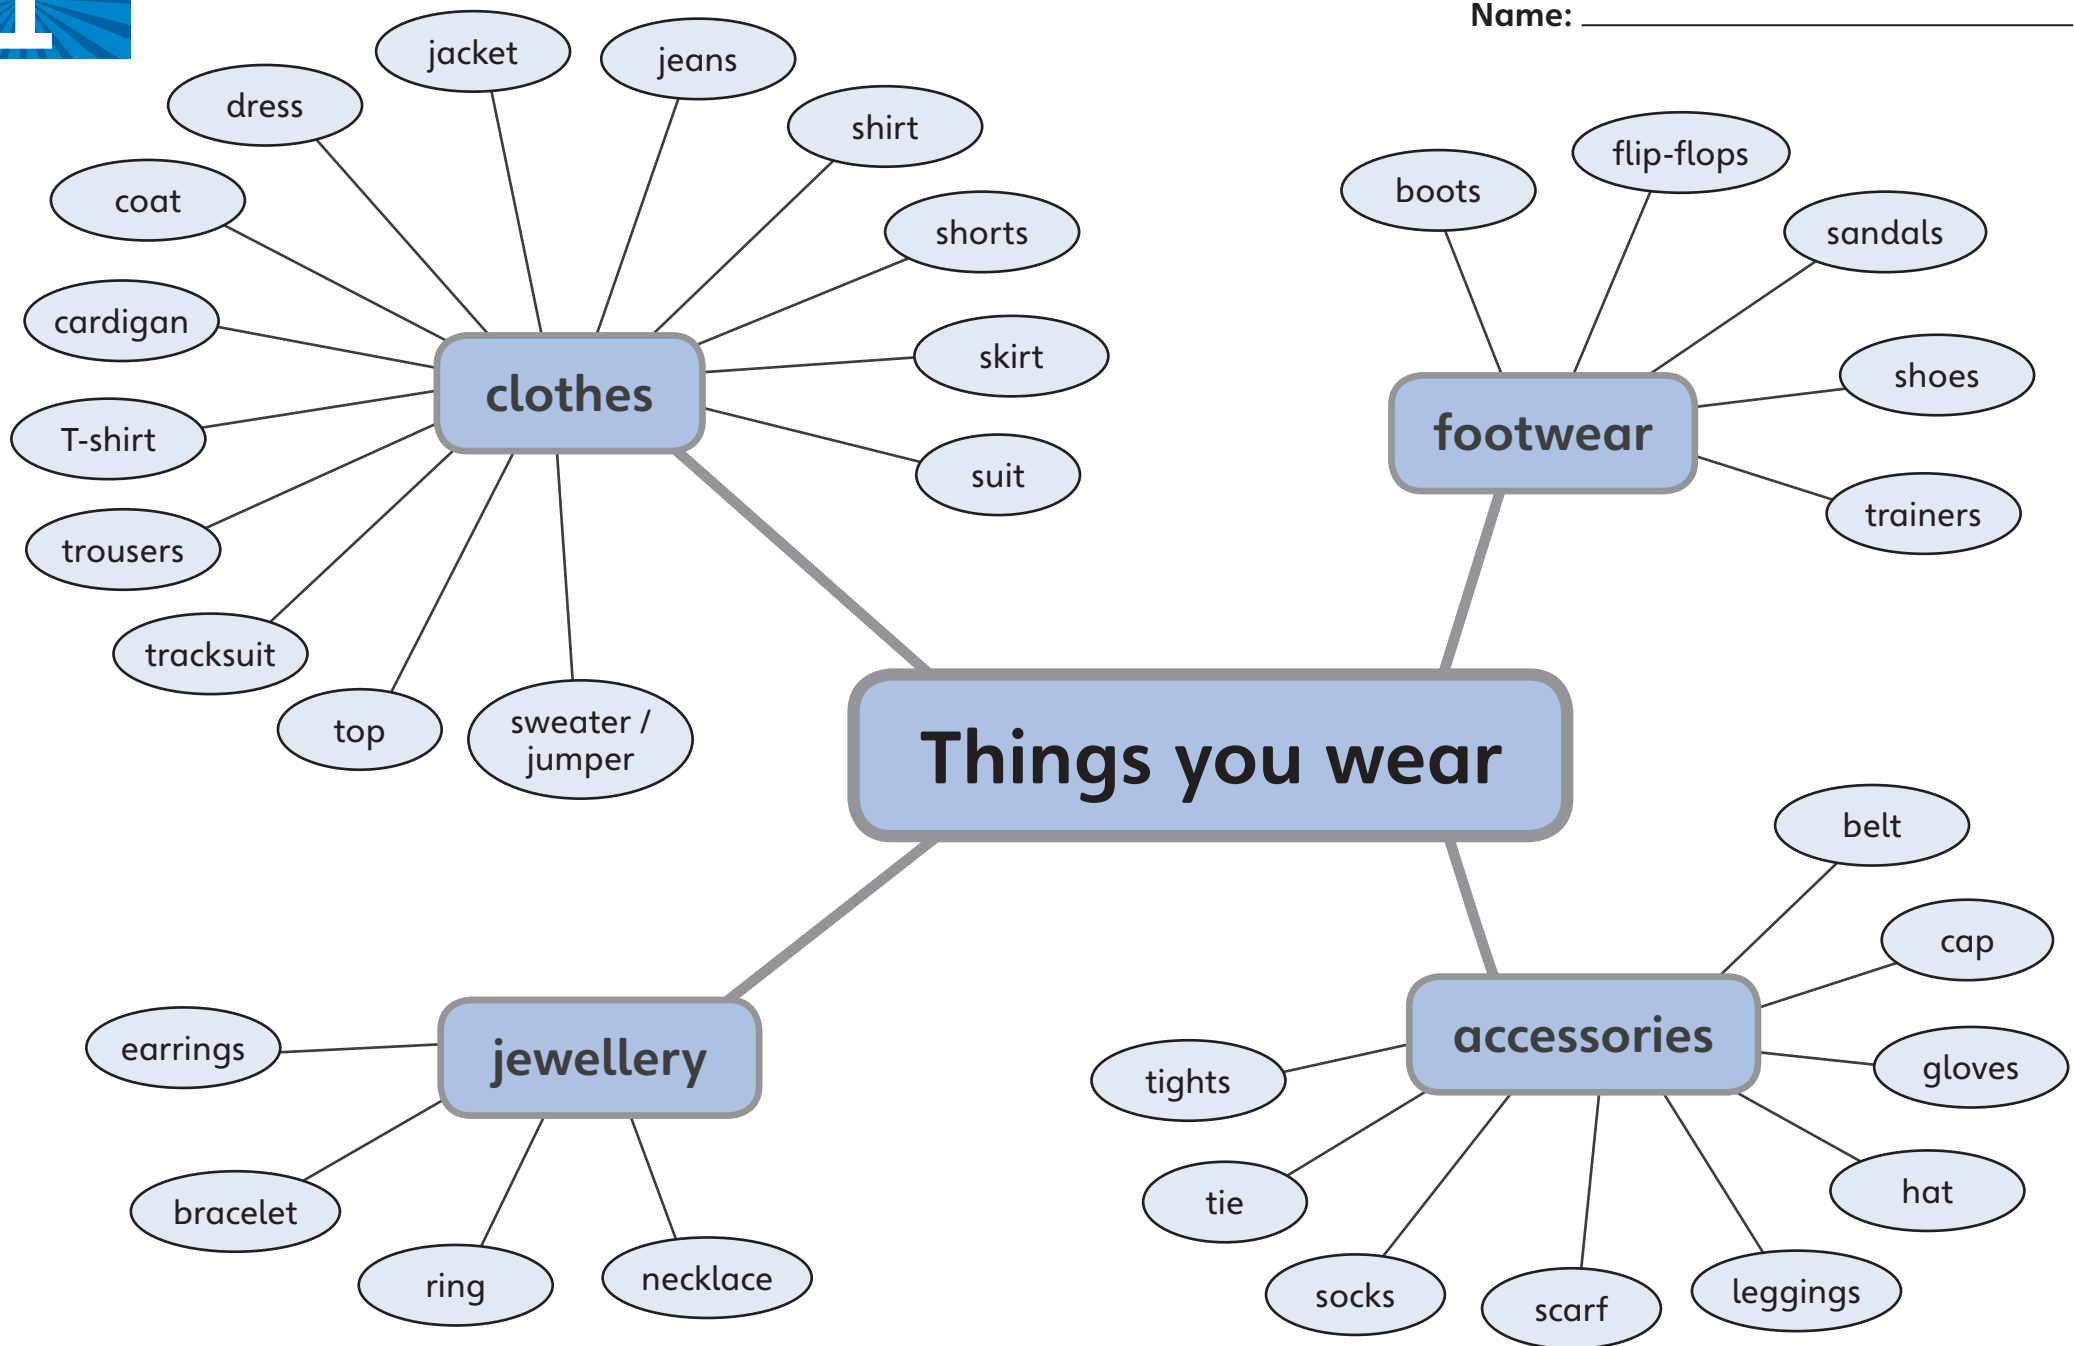 1
Name:
jacket
jeans
dress
shirt
coat
shorts
cardigan
skirt
T-shirt
suit
trousers
tracksuit
top
sweater /
jumper
clothes
boots
flip-flops
sandals
shoes
trainers
footwear
Things you wear
earrings
bracelet
ring
necklace
jewellery
belt
cap
gloves
hat
leggings
scarf
socks
tie
tights
accessories